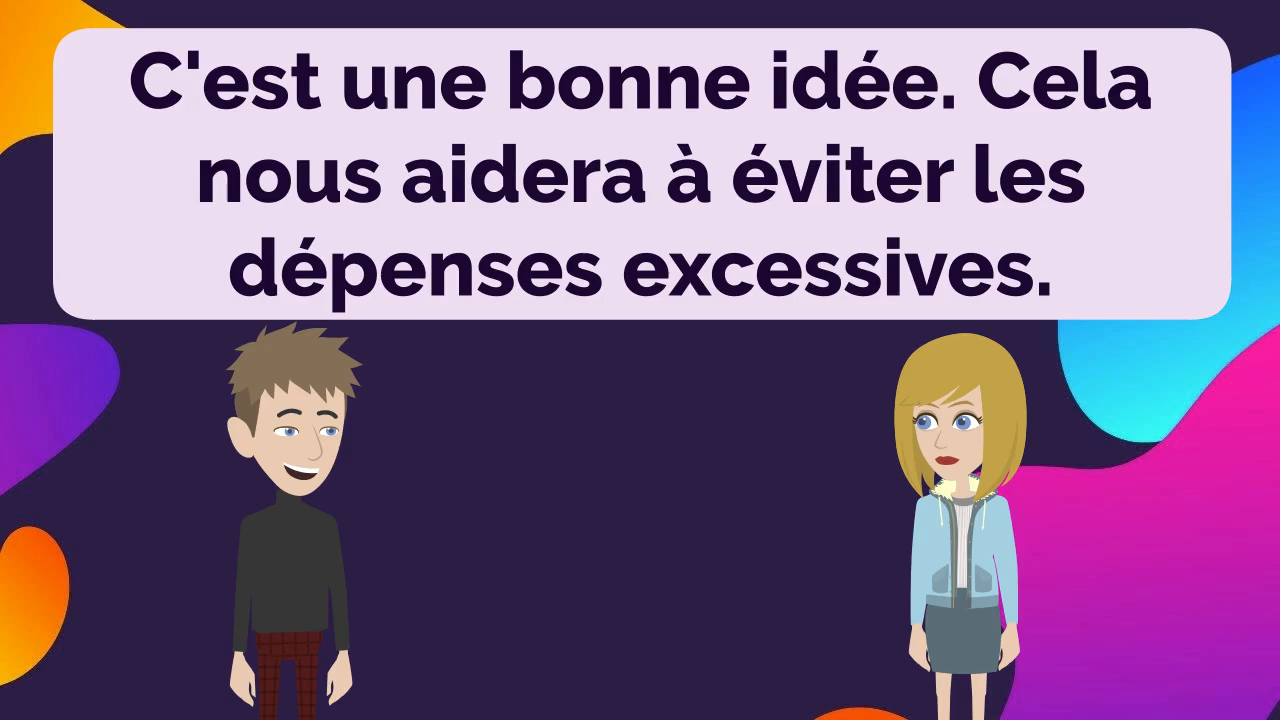 C'est une bonne idée. Cela
nous aidera à éviter les
dépenses excessives.